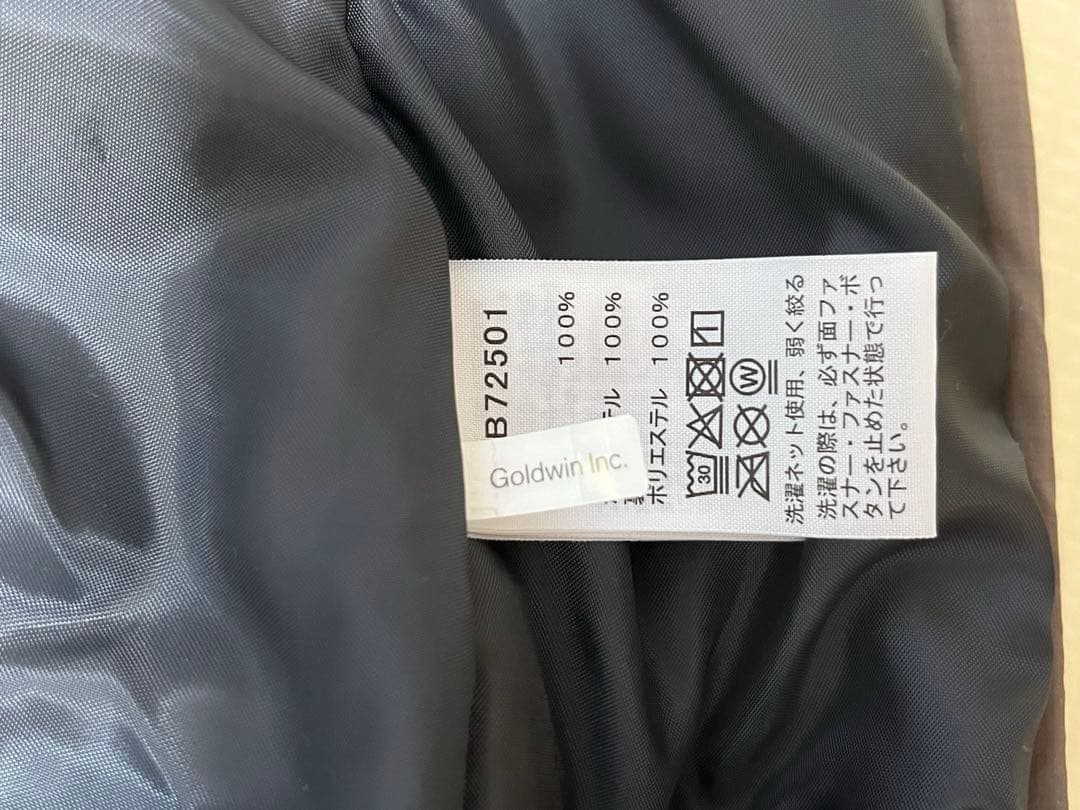 B72501
100%
テル 100%
ポリエステル 100%
30
W
洗濯ネット使用、弱く絞る
洗濯の際は、必ず面ファ
スナー・ファスナー・ボ
タンを止めた状態で行っ
て下さい。
Goldwin Inc.